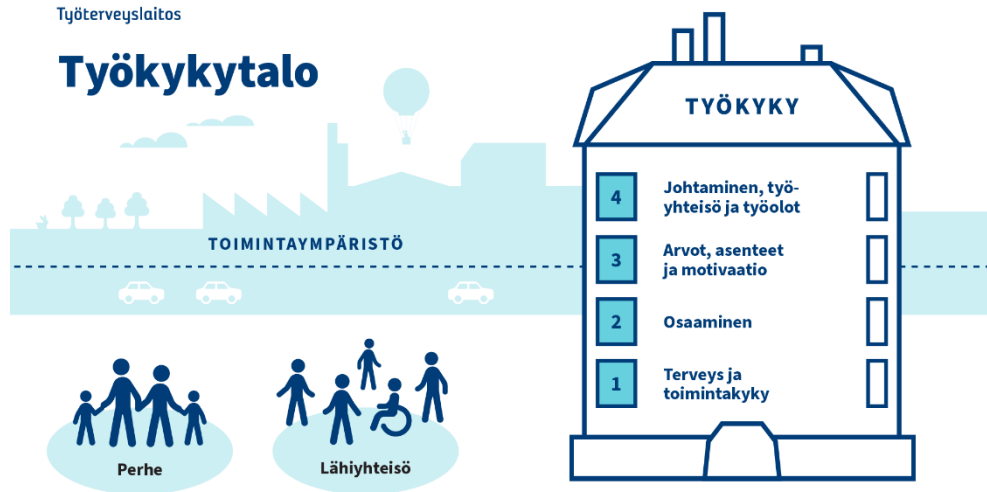 Työterveyslaitos
Työkykytalo
TYÖKYKY
4
Johtaminen, työ-
yhteisö ja työolot
TOIMINTAYMPÄRISTÖ
3
Arvot, asenteet
ja motivaatio
2
Osaaminen
1
Terveys ja
toimintakyky
Perhe
Lähiyhteisö